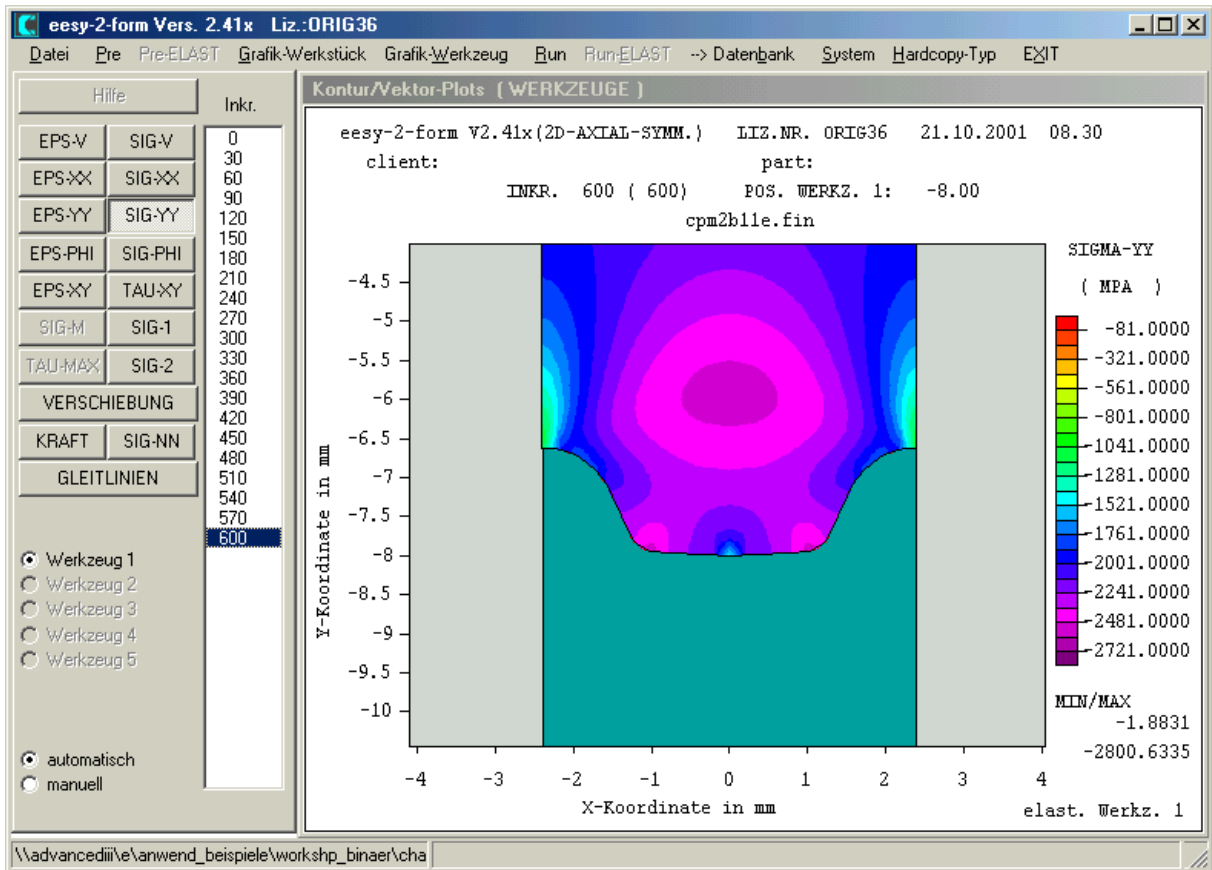 eesy-2-form Vers. 2.41x Liz.:ORIG36
Datei Pre Pre-ELAST Grafik-Werkstück Grafik-Werkzeug Run Run-ELAST --> Datenbank System Hardcopy-Typ EXIT
Hilfe
Inkr.
EPS-V SIG-V
EPS-XX SIG-XX
EPS-YY SIG-YY
EPS-PHI SIG-PHI
EPS-XY TAU-XY
SIG-M SIG-1
TAU-MAX SIG-2
VERSCHIEBUNG
KRAFT SIG-NN
GLEITLINIEN
0
30
60
90
120
150
180
210
240
270
300
330
360
390
420
450
480
510
540
570
600
Werkzeug 1
Werkzeug 2
Werkzeug 3
Werkzeug 4
Werkzeug 5
automatisch
manuell
Kontur/Vektor-Plots ( WERKZEUGE )
eesy-2-form V2.41x(2D-AXIAL-SYMM.) LIZ.NR. ORIG36 21.10.2001 08.30
client: part:
INKR. 600 ( 600) POS. WERKZ. 1: -8.00
cpm2b11e.fin
SIGMA-YY
( MPA )
-81.0000
-321.0000
-561.0000
-801.0000
-1041.0000
-1281.0000
-1521.0000
-1761.0000
-2001.0000
-2241.0000
-2481.0000
-2721.0000
MIN/MAX
-1.8831
-2800.6335
Y-Koordinate in mm
-4.5
-5
-5.5
-6
-6.5
-7
-7.5
-8
-8.5
-9
-9.5
-10
-4 -3 -2 -1 0 1 2 3 4
X-Koordinate in mm
elast. Werkz. 1
\\advancediii\e\anwend_beispiele\workshp_binaer\cha